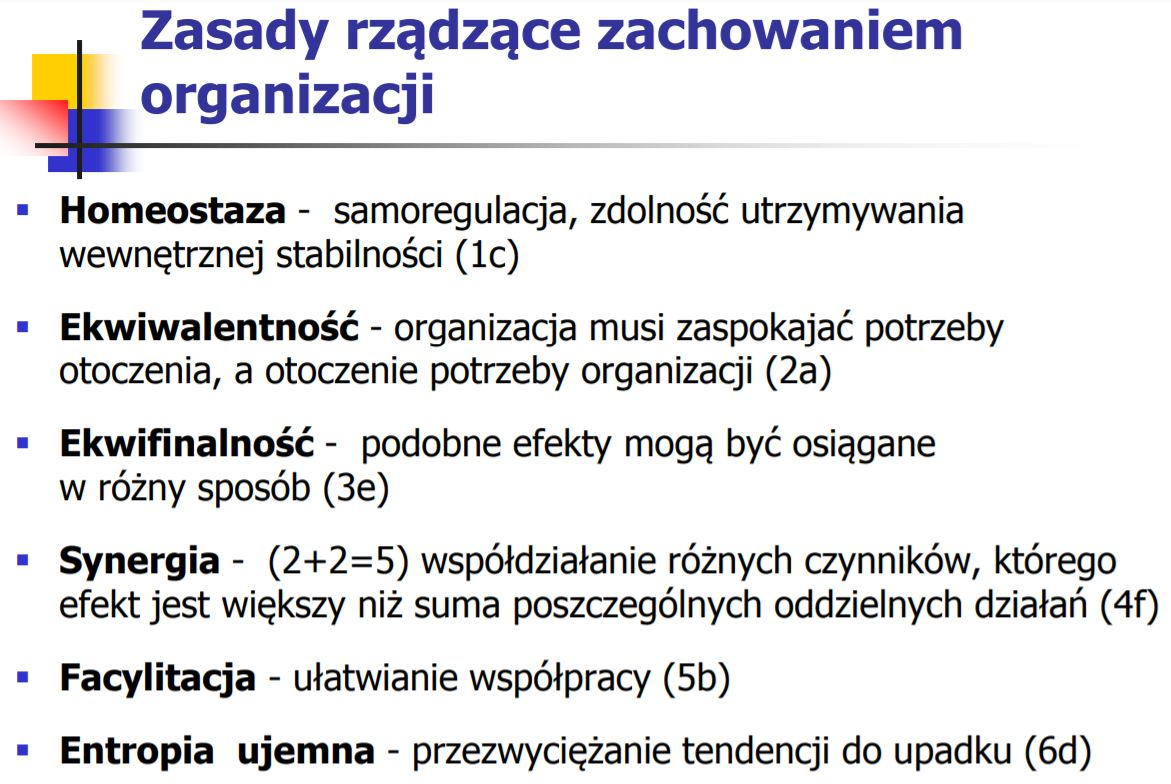 Zasady rządzące zachowaniem
organizacji
Homeostaza - samoregulacja, zdolność utrzymywania
wewnętrznej stabilności (1c)
Ekwiwalentność - organizacja musi zaspokajać potrzeby
otoczenia, a otoczenie potrzeby organizacji (2a)
Ekwifinalność - podobne efekty mogą być osiągane
w różny sposób (3e)
Synergia - (2+2=5) współdziałanie różnych czynników, którego
efekt jest większy niż suma poszczególnych oddzielnych działań (4f)
Facylitacja - ułatwianie współpracy (5b)
Entropia ujemna - przezwyciężanie tendencji do upadku (6d)